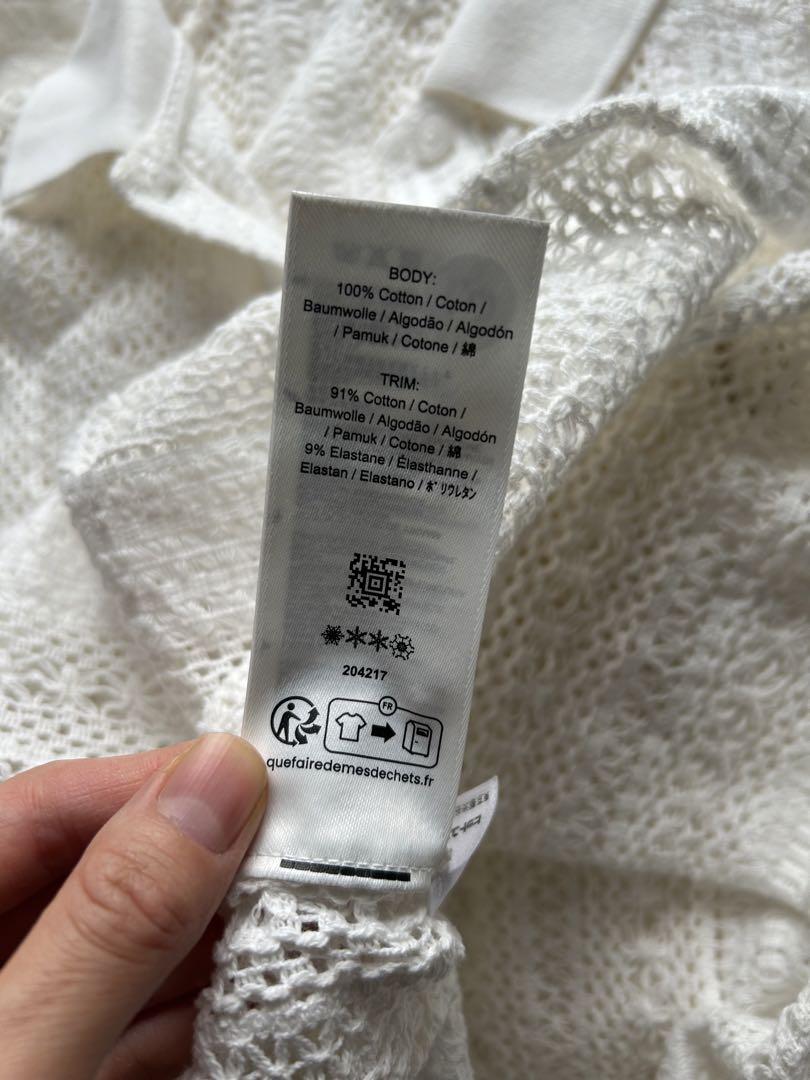 BODY:
100% Cotton / Coton /
Baumwolle / Algodão / Algodón
/ Pamuk / Cotone / 綿
TRIM:
91% Cotton / Coton /
Baumwolle / Algodão / Algodón
/ Pamuk / Cotone / 綿
9% Elastane / Élasthanne /
Elastan / Elastano / ポリウレタン
204217
FR
quefairedemesdechets.fr